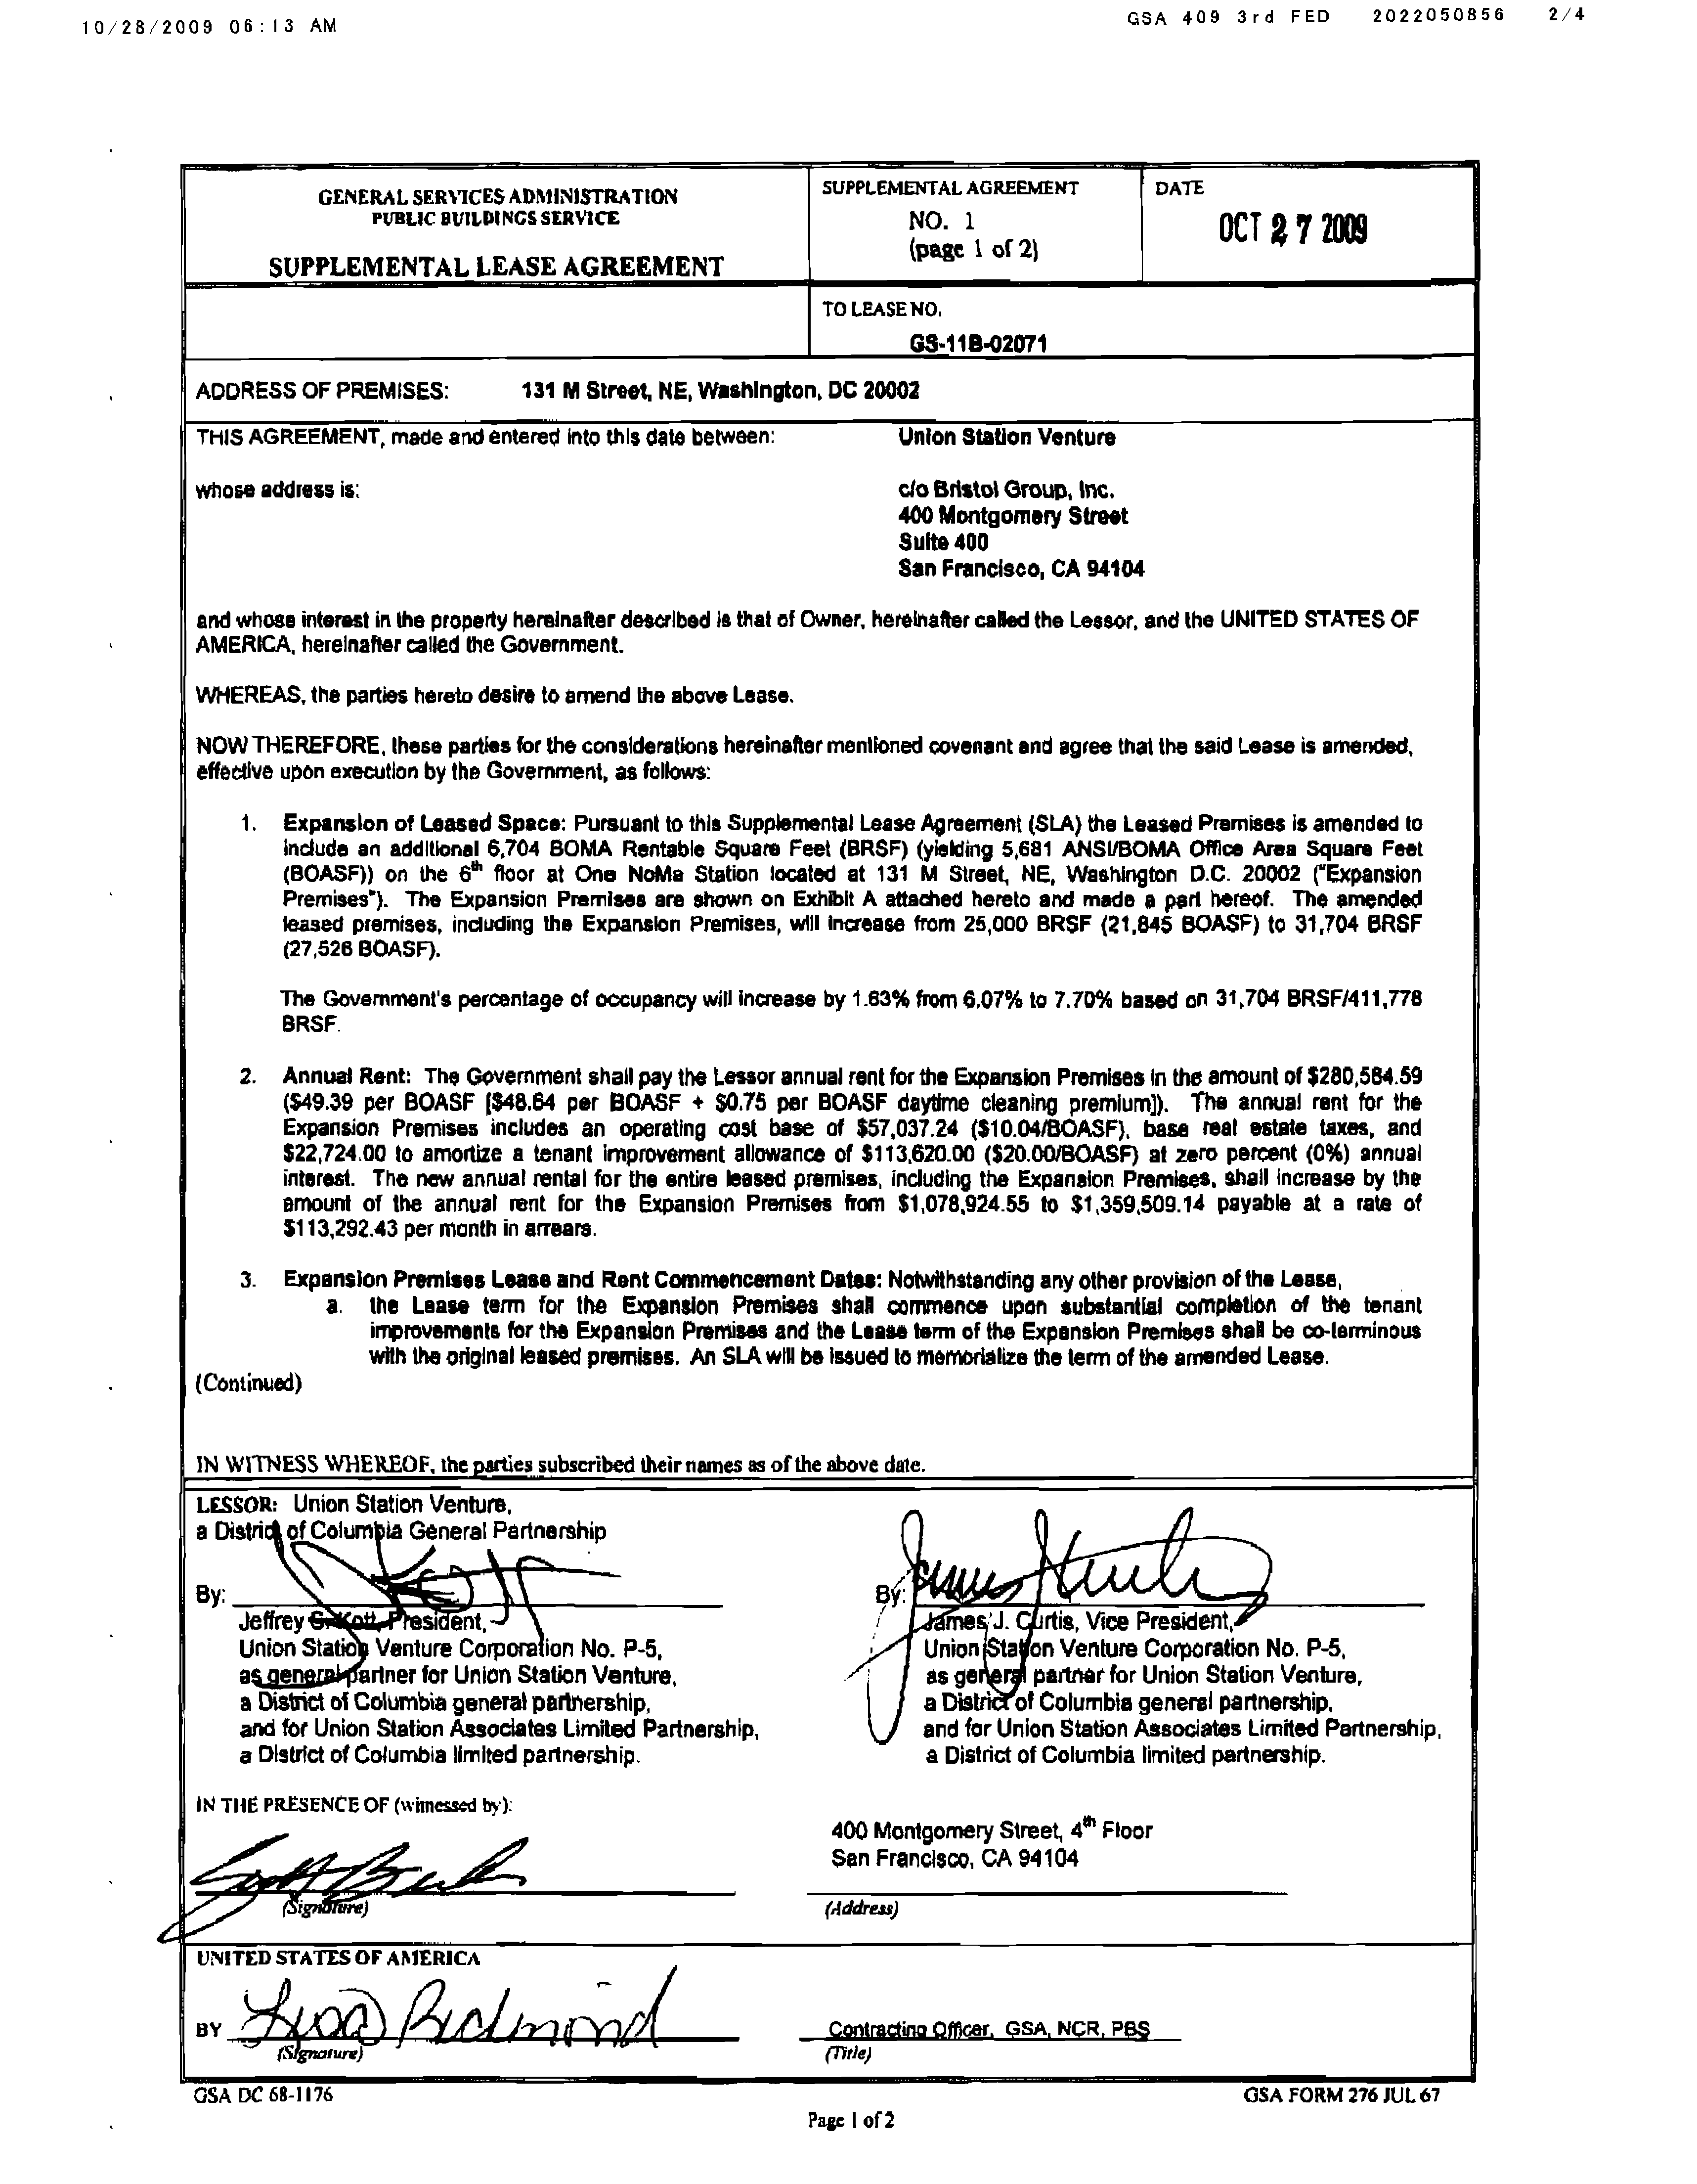 10/28/2009 06:13 AM
GSA 409 3rd FED 2022050856 2/4
GENERAL SERVICES ADMINISTRATION
PUBLIC BUILDINGS SERVICE
SUPPLEMENTAL LEASE AGREEMENT
SUPPLEMENTAL AGREEMENT
NO. 1
(page 1 of 2)
DATE
OCT 27 2009
TO LEASE NO.
GS-11B-02071
ADDRESS OF PREMISES: 131 M Street, NE, Washington, DC 20002
THIS AGREEMENT, made and entered into this date between: Union Station Venture
whose address is: c/o Bristol Group, Inc.
400 Montgomery Street
Suite 400
San Francisco, CA 94104
and whose interest in the property hereinafter described is that of Owner, hereinafter called the Lessor, and the UNITED STATES OF
AMERICA, hereinafter called the Government.
WHEREAS, the parties hereto desire to amend the above Lease.
NOW THEREFORE, these parties for the considerations hereinafter mentioned covenant and agree that the said Lease is amended,
effective upon execution by the Government, as follows:
1. Expansion of Leased Space: Pursuant to this Supplemental Lease Agreement (SLA) the Leased Premises is amended to
include an additional 6,704 BOMA Rentable Square Feet (BRSF) (yielding 5,681 ANSI/BOMA Office Area Square Feet
(BOASF)) on the 6th floor at One NoMa Station located at 131 M Street, NE, Washington D.C. 20002 ("Expansion
Premises"). The Expansion Premises are shown on Exhibit A attached hereto and made a part hereof. The amended
leased premises, including the Expansion Premises, will increase from 25,000 BRSF (21,845 BOASF) to 31,704 BRSF
(27,526 BOASF).
The Government's percentage of occupancy will increase by 1.63% from 6.07% to 7.70% based on 31,704 BRSF/411,778
BRSF.
2. Annual Rent: The Government shall pay the Lessor annual rent for the Expansion Premises in the amount of $280,584.59
($49.39 per BOASF [$48.64 per BOASF + $0.75 per BOASF daytime cleaning premium]). The annual rent for the
Expansion Premises includes an operating cost base of $57,037.24 ($10.04/BOASF), base real estate taxes, and
$22,724.00 to amortize a tenant improvement allowance of $113,620.00 ($20.00/BOASF) at zero percent (0%) annual
interest. The new annual rental for the entire leased premises, including the Expansion Premises, shall increase by the
amount of the annual rent for the Expansion Premises from $1,078,924.55 to $1,359,509.14 payable at a rate of
$113,292.43 per month in arrears.
3. Expansion Premises Lease and Rent Commencement Dates: Notwithstanding any other provision of the Lease,
a. the Lease term for the Expansion Premises shall commence upon substantial completion of the tenant
improvements for the Expansion Premises and the Lease term of the Expansion Premises shall be co-terminous
with the original leased premises. An SLA will be issued to memorialize the term of the amended Lease.
(Continued)
IN WITNESS WHEREOF, the parties subscribed their names as of the above date.
LESSOR: Union Station Venture,
a District of Columbia General Partnership
By:
Jeffrey S. Kott, President,
Union Station Venture Corporation No. P-5,
as general partner for Union Station Venture,
a District of Columbia general partnership,
and for Union Station Associates Limited Partnership,
a District of Columbia limited partnership.
By:
James J. Curtis, Vice President,
Union Station Venture Corporation No. P-5,
as general partner for Union Station Venture,
a District of Columbia general partnership,
and for Union Station Associates Limited Partnership,
a District of Columbia limited partnership.
IN THE PRESENCE OF (witnessed by):
(Signature)
400 Montgomery Street, 4th Floor
San Francisco, CA 94104
(Address)
UNITED STATES OF AMERICA
BY Lisa Redmond
(Signature)
Contracting Officer, GSA, NCR, PBS
(Title)
GSA DC 68-1176
GSA FORM 276 JUL 67
Page 1 of 2